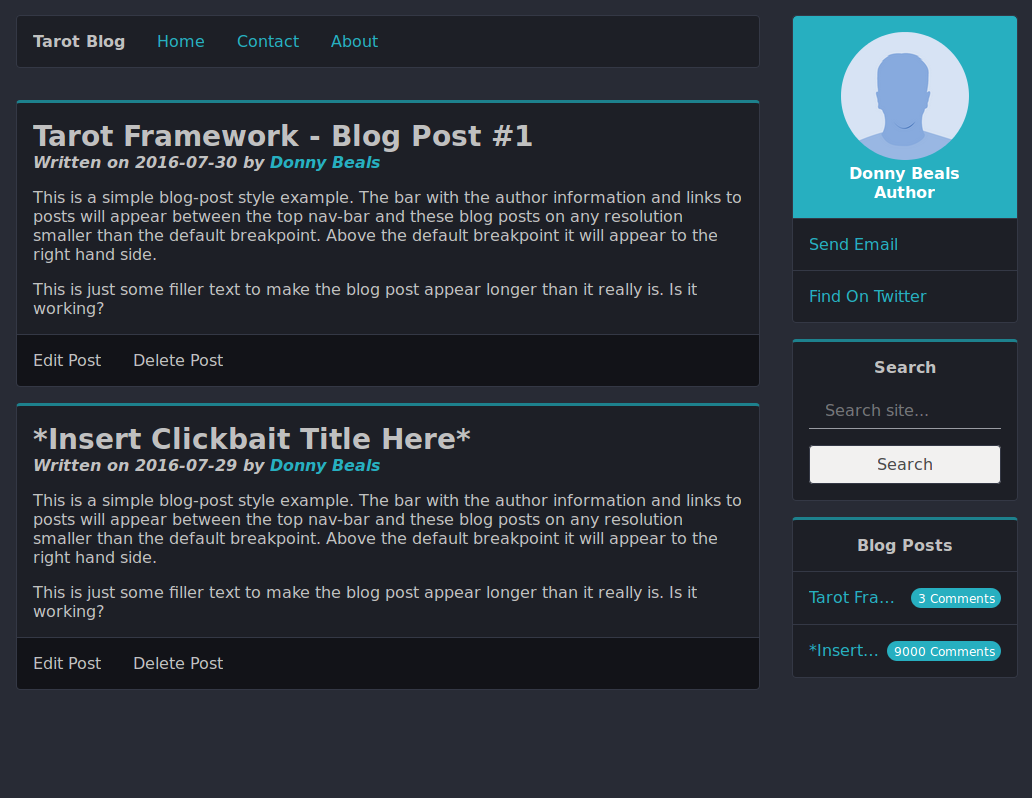 Tarot Blog Home Contact About
Tarot Framework - Blog Post #1
Written on 2016-07-30 by Donny Beals
This is a simple blog-post style example. The bar with the author information and links to
posts will appear between the top nav-bar and these blog posts on any resolution
smaller than the default breakpoint. Above the default breakpoint it will appear to the
right hand side.
This is just some filler text to make the blog post appear longer than it really is. Is it
working?
Edit Post Delete Post
*Insert Clickbait Title Here*
Written on 2016-07-29 by Donny Beals
This is a simple blog-post style example. The bar with the author information and links to
posts will appear between the top nav-bar and these blog posts on any resolution
smaller than the default breakpoint. Above the default breakpoint it will appear to the
right hand side.
This is just some filler text to make the blog post appear longer than it really is. Is it
working?
Edit Post Delete Post
Donny Beals
Author
Send Email
Find On Twitter
Search
Search site...
Search
Blog Posts
Tarot Fra... 3 Comments
*Insert... 9000 Comments